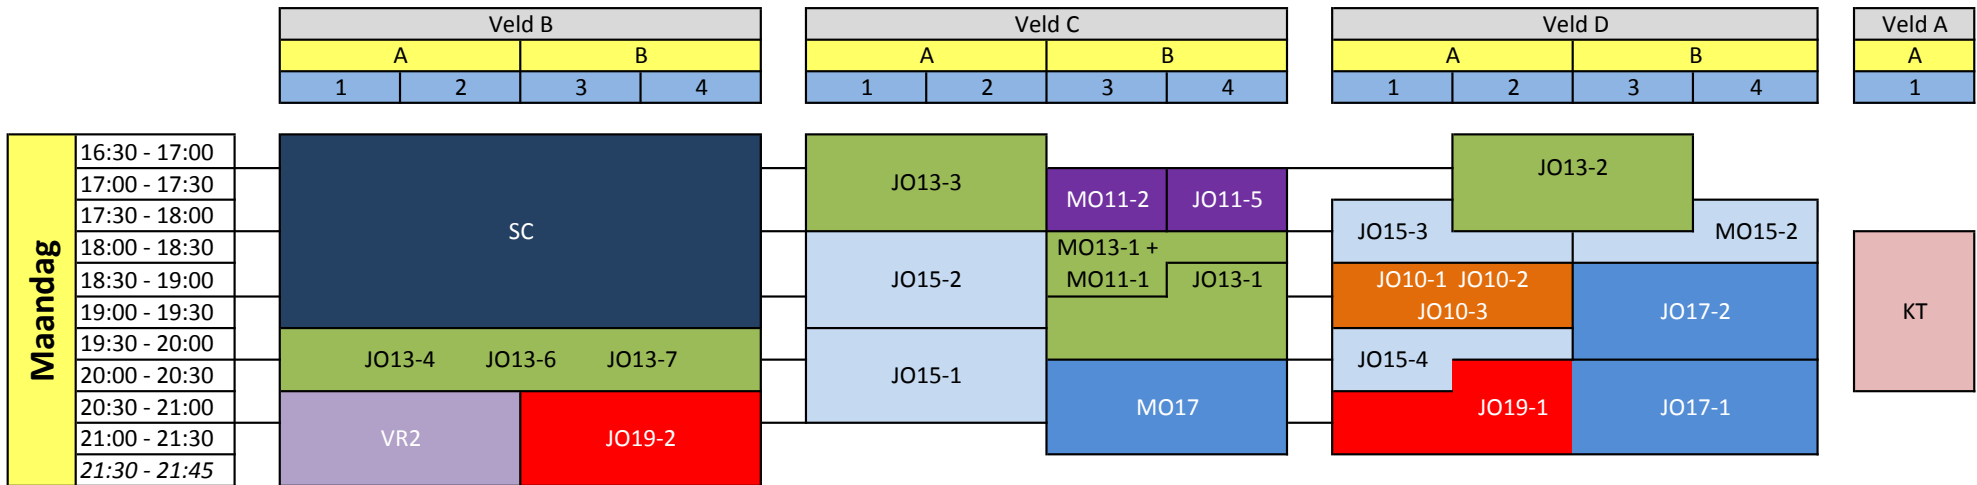 Veld B Veld C Veld D Veld A
A B A B A B A
1 2 3 4 1 2 3 4 1 2 3 4 1
Maandag
16:30 - 17:00
17:00 - 17:30
17:30 - 18:00
18:00 - 18:30
18:30 - 19:00
19:00 - 19:30
19:30 - 20:00
20:00 - 20:30
20:30 - 21:00
21:00 - 21:30
21:30 - 21:45
SC
JO13-4 JO13-6 JO13-7
VR2 JO19-2
JO13-3
JO15-2
JO15-1
MO11-2 JO11-5
MO13-1 +
MO11-1 JO13-1
MO17
JO13-2
JO15-3 MO15-2
JO10-1 JO10-2
JO10-3
JO17-2
JO15-4
JO19-1 JO17-1
KT